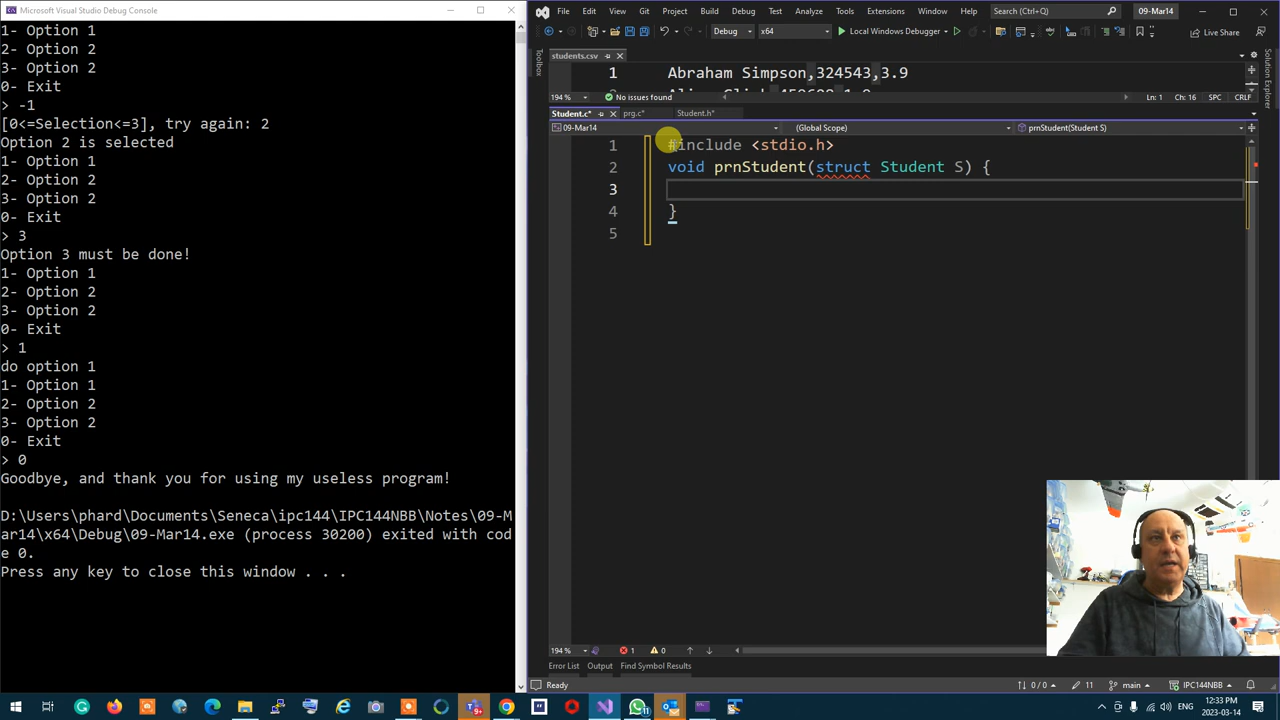 Microsoft Visual Studio Debug Console
1- Option 1
2- Option 2
3- Option 2
0- Exit
> -1
[0<=Selection<=3], try again: 2
Option 2 is selected
1- Option 1
2- Option 2
3- Option 2
0- Exit
> 3
Option 3 must be done!
1- Option 1
2- Option 2
3- Option 2
0- Exit
> 1
do option 1
1- Option 1
2- Option 2
3- Option 2
0- Exit
> 0
Goodbye, and thank you for using my useless program!
D:\Users\phard\Documents\Seneca\ipc144\IPC144NBB\Notes\09-M
ar14\x64\Debug\09-Mar14.exe (process 30200) exited with cod
e 0.
Press any key to close this window . . .
File Edit View Git Project Build Debug Test Analyze Tools Extensions Window Help Search (Ctrl+Q) 09-Mar14
Debug x64 Local Windows Debugger Live Share
Toolbox
Solution Explorer
students.csv
1 Abraham Simpson,324543,3.9
194 % No issues found Ln: 1 Ch: 16 SPC CRLF
Student.c* prg.c* Student.h*
09-Mar14 (Global Scope) prnStudent(Student S)
1 #include <stdio.h>
2 void prnStudent(struct Student S) {
3
4 }
5
194 % 1 0
Error List Output Find Symbol Results
Ready 0 / 0 11 main IPC144NBB
ENG 12:33 PM
2023-03-14